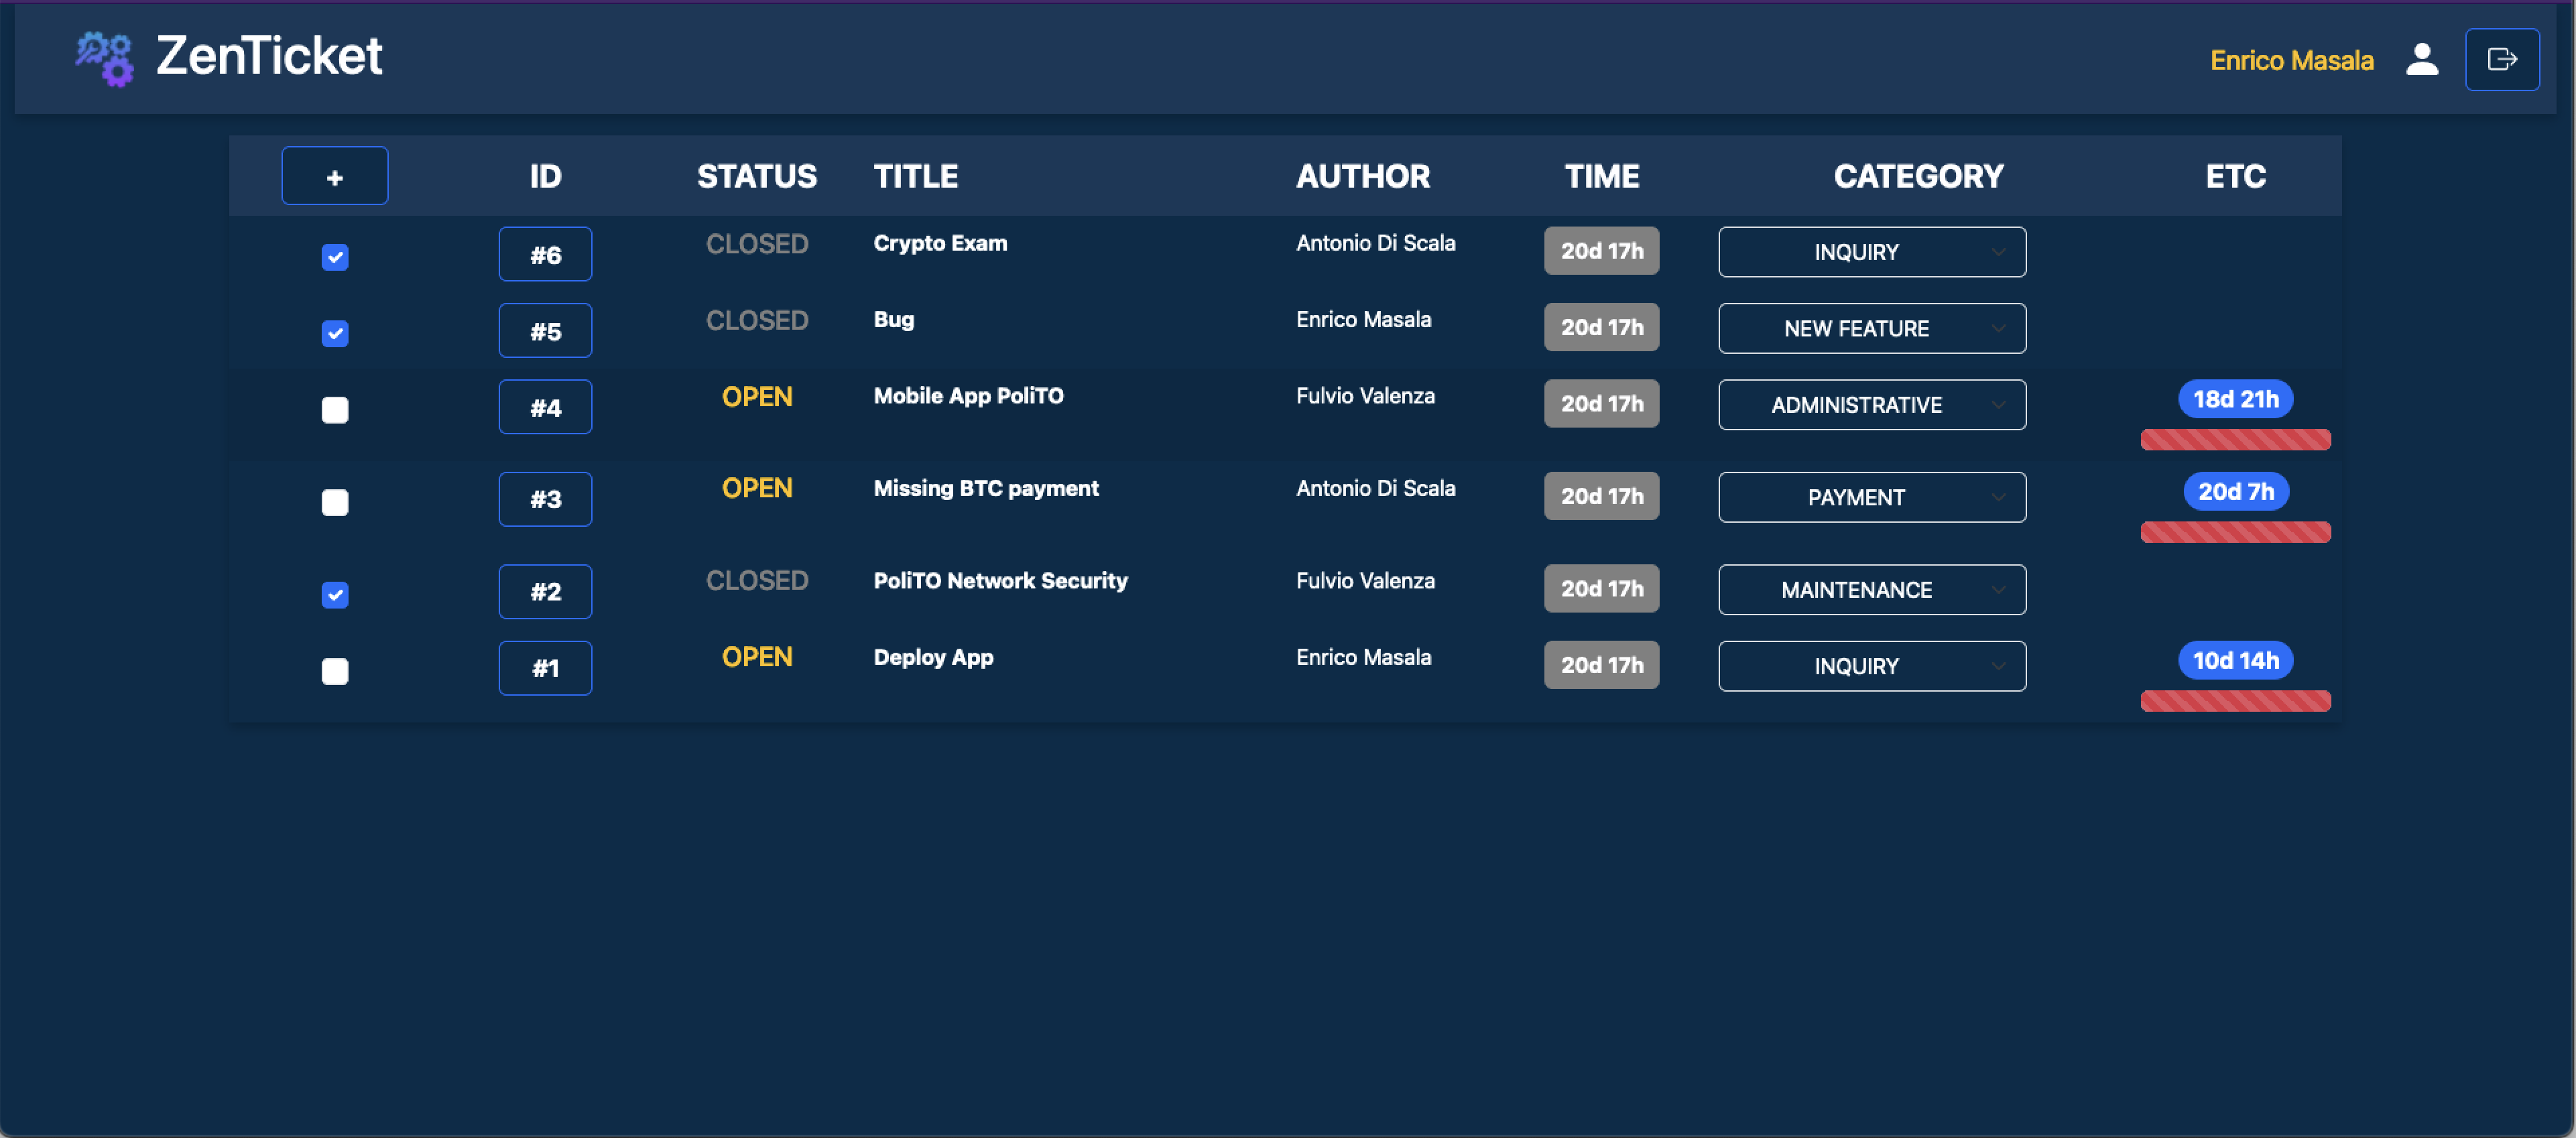 ZenTicket
Enrico Masala
+ ID STATUS TITLE AUTHOR TIME CATEGORY ETC
#6 CLOSED Crypto Exam Antonio Di Scala 20d 17h INQUIRY
#5 CLOSED Bug Enrico Masala 20d 17h NEW FEATURE
#4 OPEN Mobile App PoliTO Fulvio Valenza 20d 17h ADMINISTRATIVE 18d 21h
#3 OPEN Missing BTC payment Antonio Di Scala 20d 17h PAYMENT 20d 7h
#2 CLOSED PoliTO Network Security Fulvio Valenza 20d 17h MAINTENANCE
#1 OPEN Deploy App Enrico Masala 20d 17h INQUIRY 10d 14h